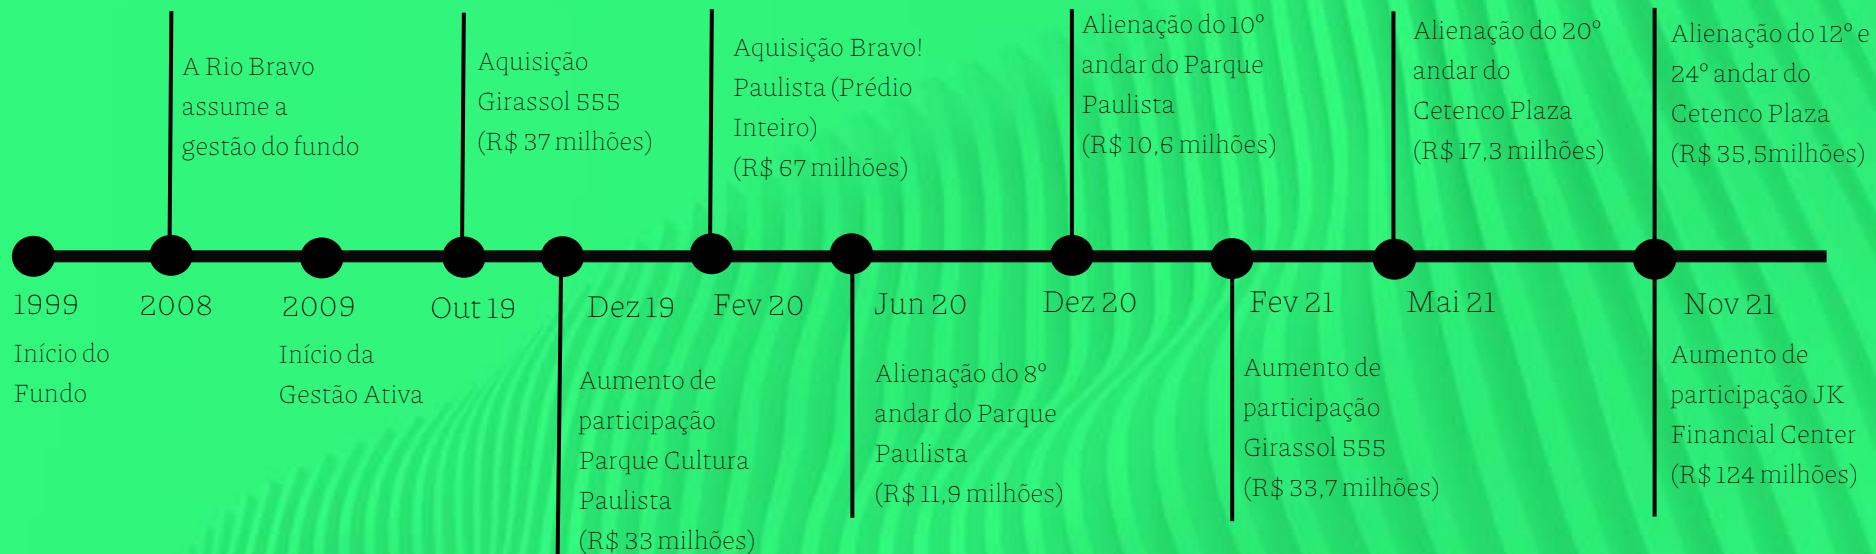 1999
Início do
Fundo
A Rio Bravo
assume a
gestão do fundo
2008
2009
Início da
Gestão Ativa
Aquisição
Girassol 555
(R$ 37 milhões)
Out 19
Dez 19
Aumento de
participação
Parque Cultura
Paulista
(R$ 33 milhões)
Aquisição Bravo!
Paulista (Prédio
Inteiro)
(R$ 67 milhões)
Fev 20
Jun 20
Alienação do 8º
andar do Parque
Paulista
(R$ 11,9 milhões)
Alienação do 10º
andar do Parque
Paulista
(R$ 10,6 milhões)
Dez 20
Fev 21
Aumento de
participação
Girassol 555
(R$ 33,7 milhões)
Alienação do 20º
andar do
Cetenco Plaza
(R$ 17,3 milhões)
Mai 21
Alienação do 12º e
24º andar do
Cetenco Plaza
(R$ 35,5milhões)
Nov 21
Aumento de
participação JK
Financial Center
(R$ 124 milhões)